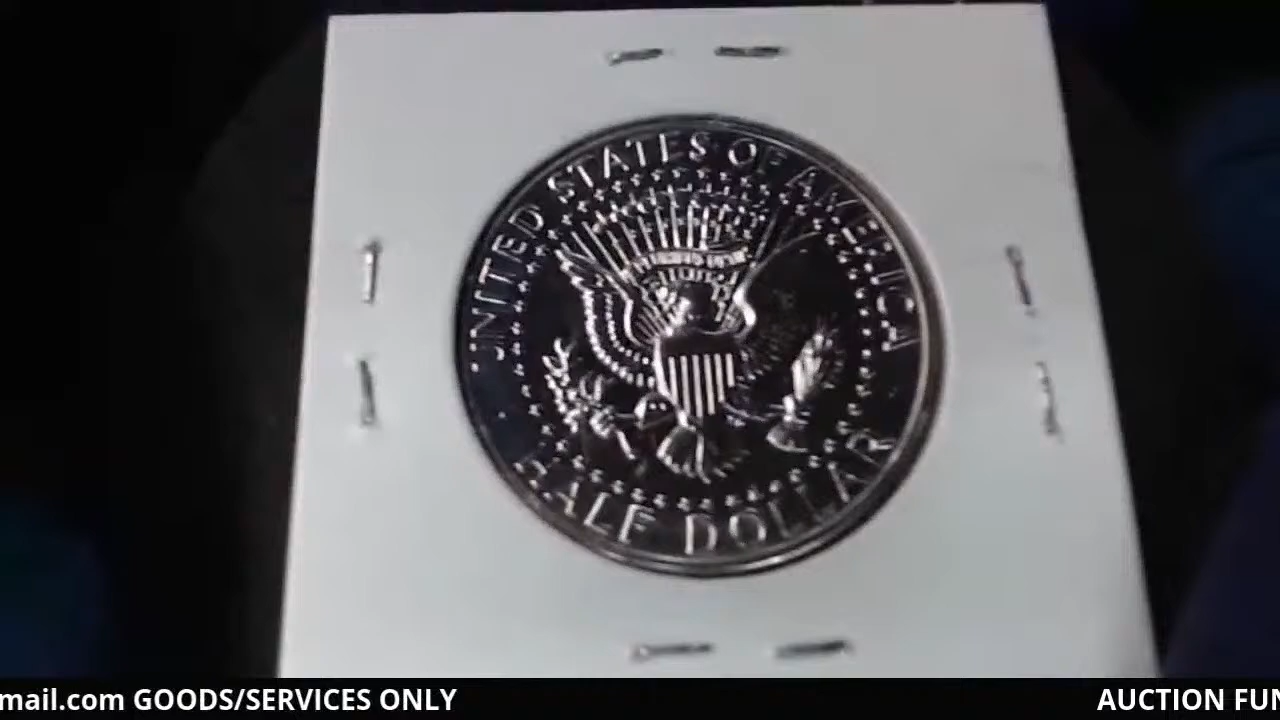 UNITED STATES OF AMERICA
HALF DOLLAR
mail.com GOODS/SERVICES ONLY
AUCTION FUN